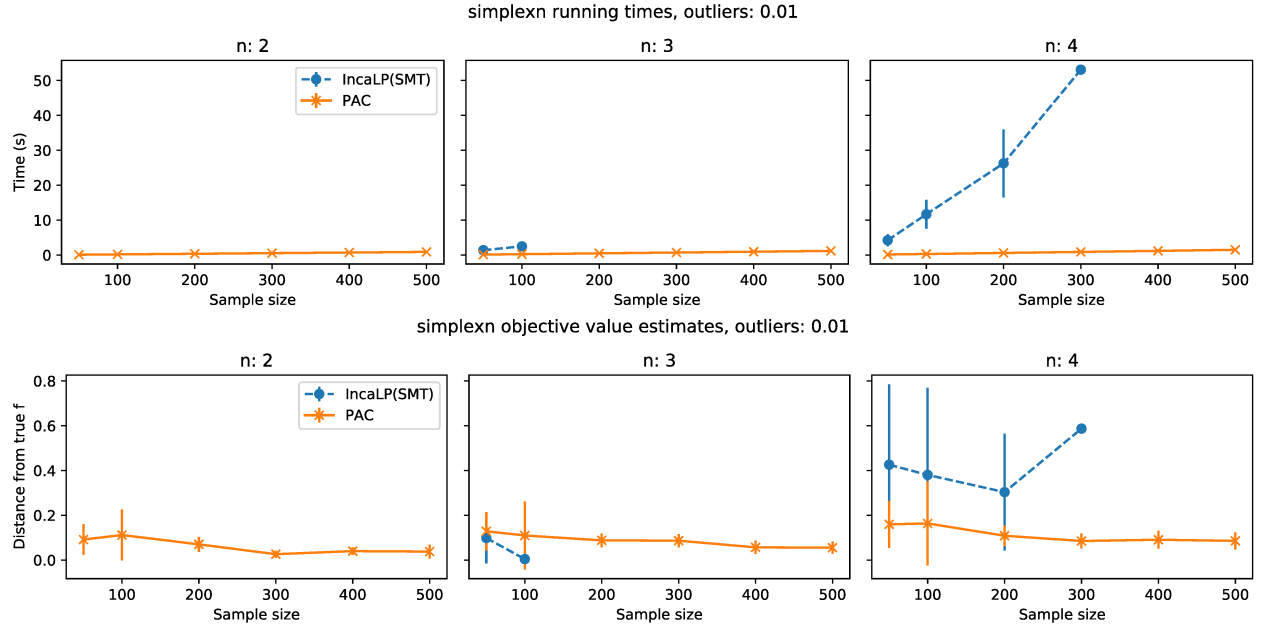 simplexn running times, outliers: 0.01
n: 2
n: 3
n: 4
Time (s)
50
40
30
20
10
0
IncaLP(SMT)
PAC
100 200 300 400 500
100 200 300 400 500
100 200 300 400 500
Sample size
Sample size
Sample size
simplexn objective value estimates, outliers: 0.01
n: 2
n: 3
n: 4
Distance from true f
0.8
0.6
0.4
0.2
0.0
IncaLP(SMT)
PAC
100 200 300 400 500
100 200 300 400 500
100 200 300 400 500
Sample size
Sample size
Sample size